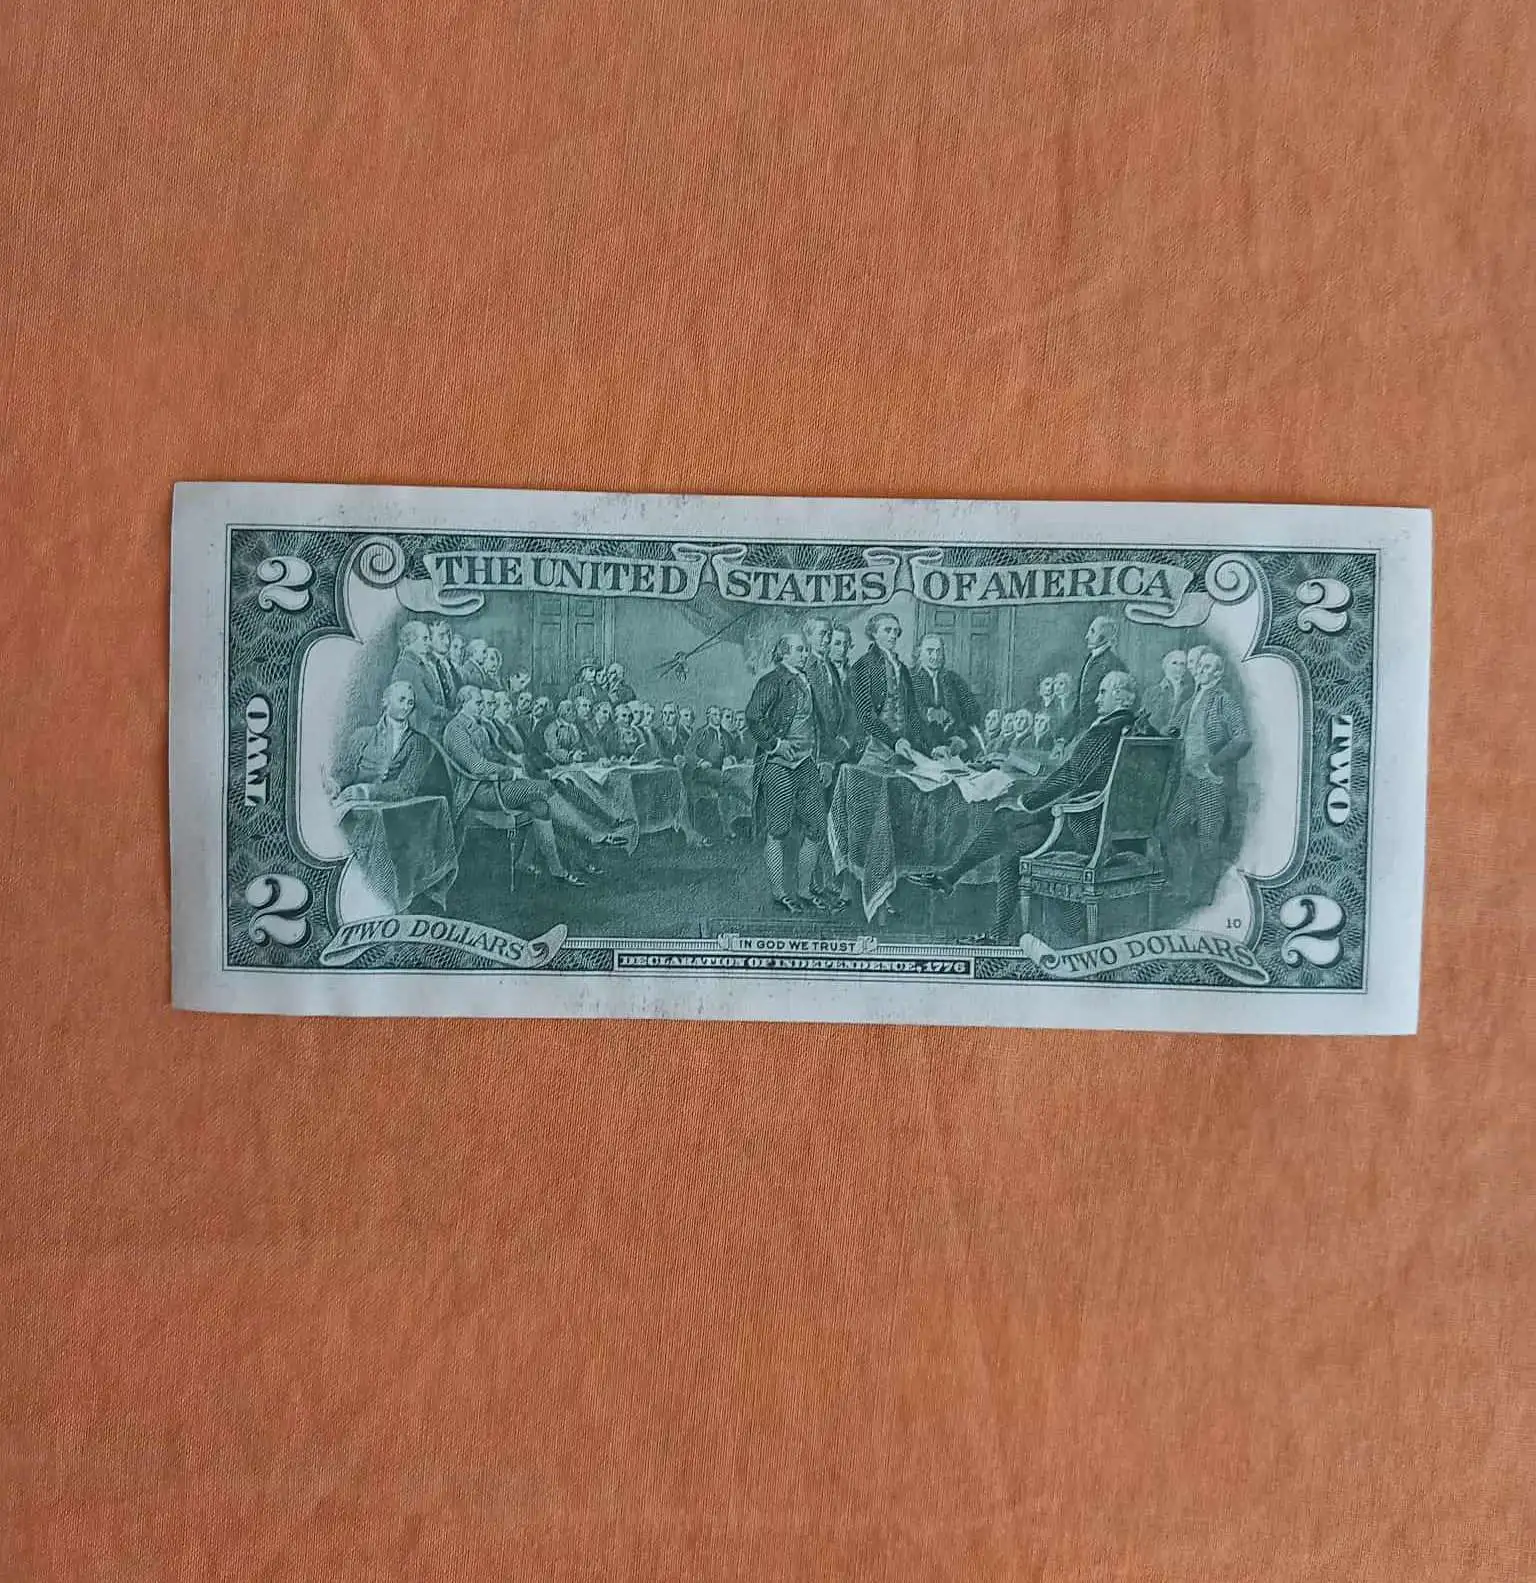 2 THE UNITED STATES OF AMERICA 2
TWO TWO
10
2 TWO DOLLARS IN GOD WE TRUST TWO DOLLARS 2
DECLARATION OF INDEPENDENCE, 1776